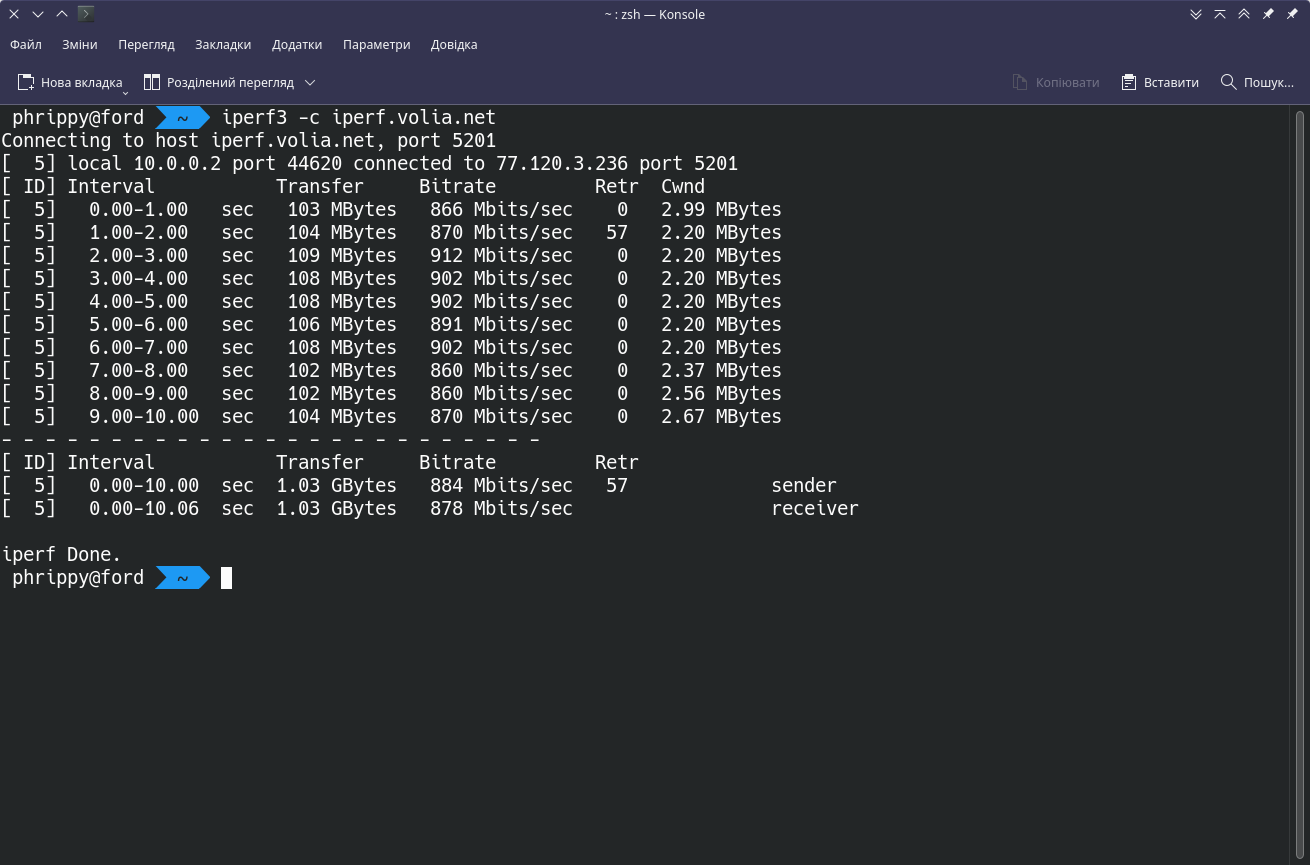 ~ : zsh — Konsole
Файл Зміни Перегляд Закладки Додатки Параметри Довідка
Нова вкладка Розділений перегляд Копіювати Вставити Пошук...
phrippy@ford ~ iperf3 -c iperf.volia.net
Connecting to host iperf.volia.net, port 5201
[  5] local 10.0.0.2 port 44620 connected to 77.120.3.236 port 5201
[ ID] Interval           Transfer     Bitrate         Retr  Cwnd
[  5]   0.00-1.00   sec   103 MBytes   866 Mbits/sec    0   2.99 MBytes
[  5]   1.00-2.00   sec   104 MBytes   870 Mbits/sec   57   2.20 MBytes
[  5]   2.00-3.00   sec   109 MBytes   912 Mbits/sec    0   2.20 MBytes
[  5]   3.00-4.00   sec   108 MBytes   902 Mbits/sec    0   2.20 MBytes
[  5]   4.00-5.00   sec   108 MBytes   902 Mbits/sec    0   2.20 MBytes
[  5]   5.00-6.00   sec   106 MBytes   891 Mbits/sec    0   2.20 MBytes
[  5]   6.00-7.00   sec   108 MBytes   902 Mbits/sec    0   2.20 MBytes
[  5]   7.00-8.00   sec   102 MBytes   860 Mbits/sec    0   2.37 MBytes
[  5]   8.00-9.00   sec   102 MBytes   860 Mbits/sec    0   2.56 MBytes
[  5]   9.00-10.00  sec   104 MBytes   870 Mbits/sec    0   2.67 MBytes
- - - - - - - - - - - - - - - - - - - - - - - - -
[ ID] Interval           Transfer     Bitrate         Retr
[  5]   0.00-10.00  sec  1.03 GBytes   884 Mbits/sec   57             sender
[  5]   0.00-10.06  sec  1.03 GBytes   878 Mbits/sec                  receiver
iperf Done.
phrippy@ford ~